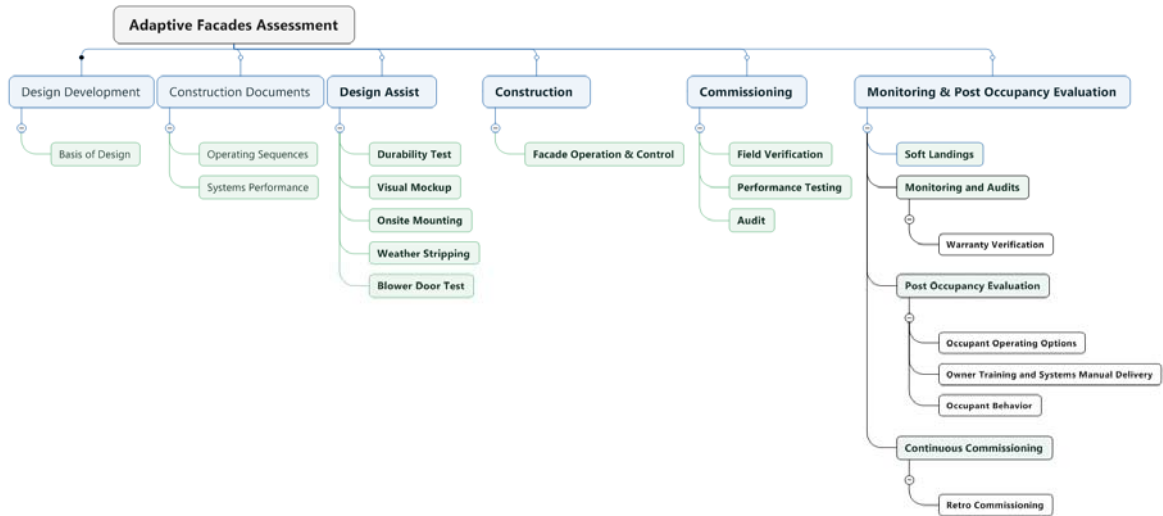 Adaptive Facades Assessment
Design Development
Basis of Design
Construction Documents
Operating Sequences
Systems Performance
Design Assist
Durability Test
Visual Mockup
Onsite Mounting
Weather Stripping
Blower Door Test
Construction
Facade Operation & Control
Commissioning
Field Verification
Performance Testing
Audit
Monitoring & Post Occupancy Evaluation
Soft Landings
Monitoring and Audits
Warranty Verification
Post Occupancy Evaluation
Occupant Operating Options
Owner Training and Systems Manual Delivery
Occupant Behavior
Continuous Commissioning
Retro Commissioning